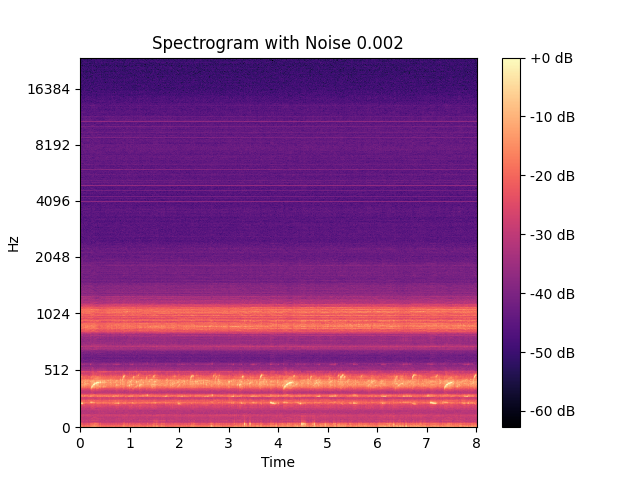 Spectrogram with Noise 0.002
Hz
16384
8192
4096
2048
1024
512
0
0 1 2 3 4 5 6 7 8
Time
+0 dB
-10 dB
-20 dB
-30 dB
-40 dB
-50 dB
-60 dB